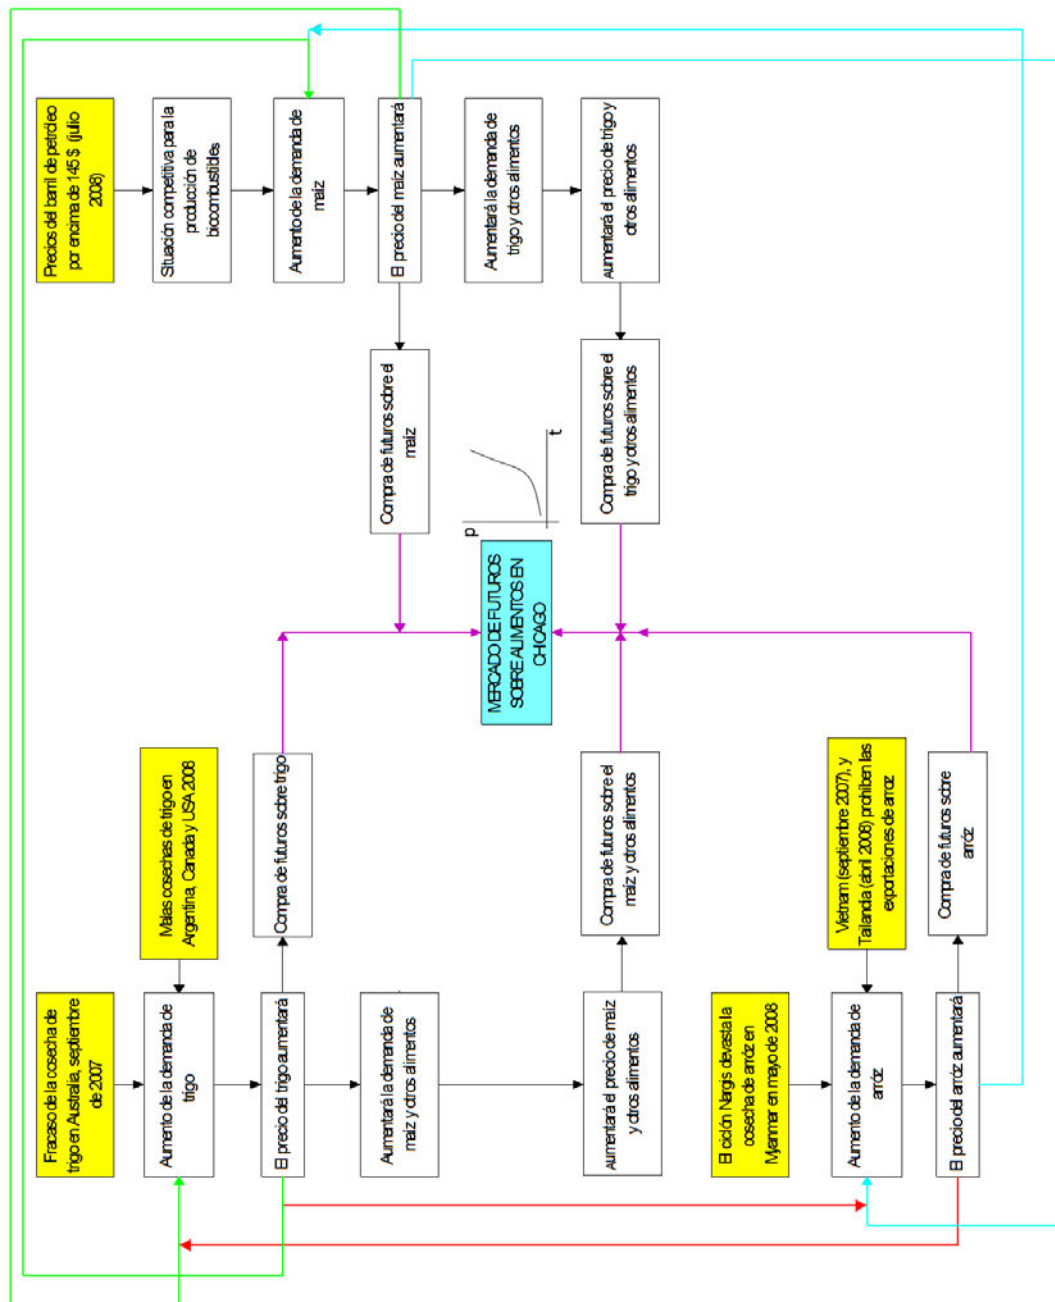 Precios del barril de petróleo
por encima de 145 $ (julio
2008)
Situación competitiva para la
producción de
biocombustibles
Aumento de la demanda de
maíz
El precio del maíz aumentará
Aumentará la demanda de
trigo y otros alimentos
Aumentará el precio de trigo y
otros alimentos
Compra de futuros sobre el
maíz
p
t
Compra de futuros sobre el
trigo y otros alimentos
MERCADO DE FUTUROS
SOBRE ALIMENTOS EN
CHICAGO
Malas cosechas de trigo en
Argentina, Canada y USA 2008
Compra de futuros sobre trigo
Compra de futuros sobre el
maíz y otros alimentos
Vietnam (septiembre 2007), y
Tailandia (abril 2008) prohiben las
exportaciones de arroz
Compra de futuros sobre
arróz
Fracaso de la cosecha de
trigo en Australia, septiembre
de 2007
Aumento de la demanda de
trigo
El precio del trigo aumentará
Aumentará la demanda de
maíz y otros alimentos
Aumentará el precio de maíz
y otros alimentos
El ciclón Nargis devasta la
cosecha de arróz en
Myanmar en mayo de 2008
Aumento de la demanda de
arróz
El precio del arróz aumentará